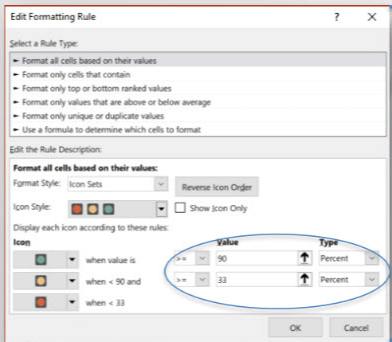 Edit Formatting Rule ? X
Select a Rule Type:
► Format all cells based on their values
► Format only cells that contain
► Format only top or bottom ranked values
► Format only values that are above or below average
► Format only unique or duplicate values
► Use a formula to determine which cells to format
Edit the Rule Description:
Format all cells based on their values:
Format Style: Icon Sets Reverse Icon Order
Icon Style: Show Icon Only
Display each icon according to these rules:
Icon Value Type
when value is >= 90 Percent
when < 90 and >= 33 Percent
when < 33
OK Cancel